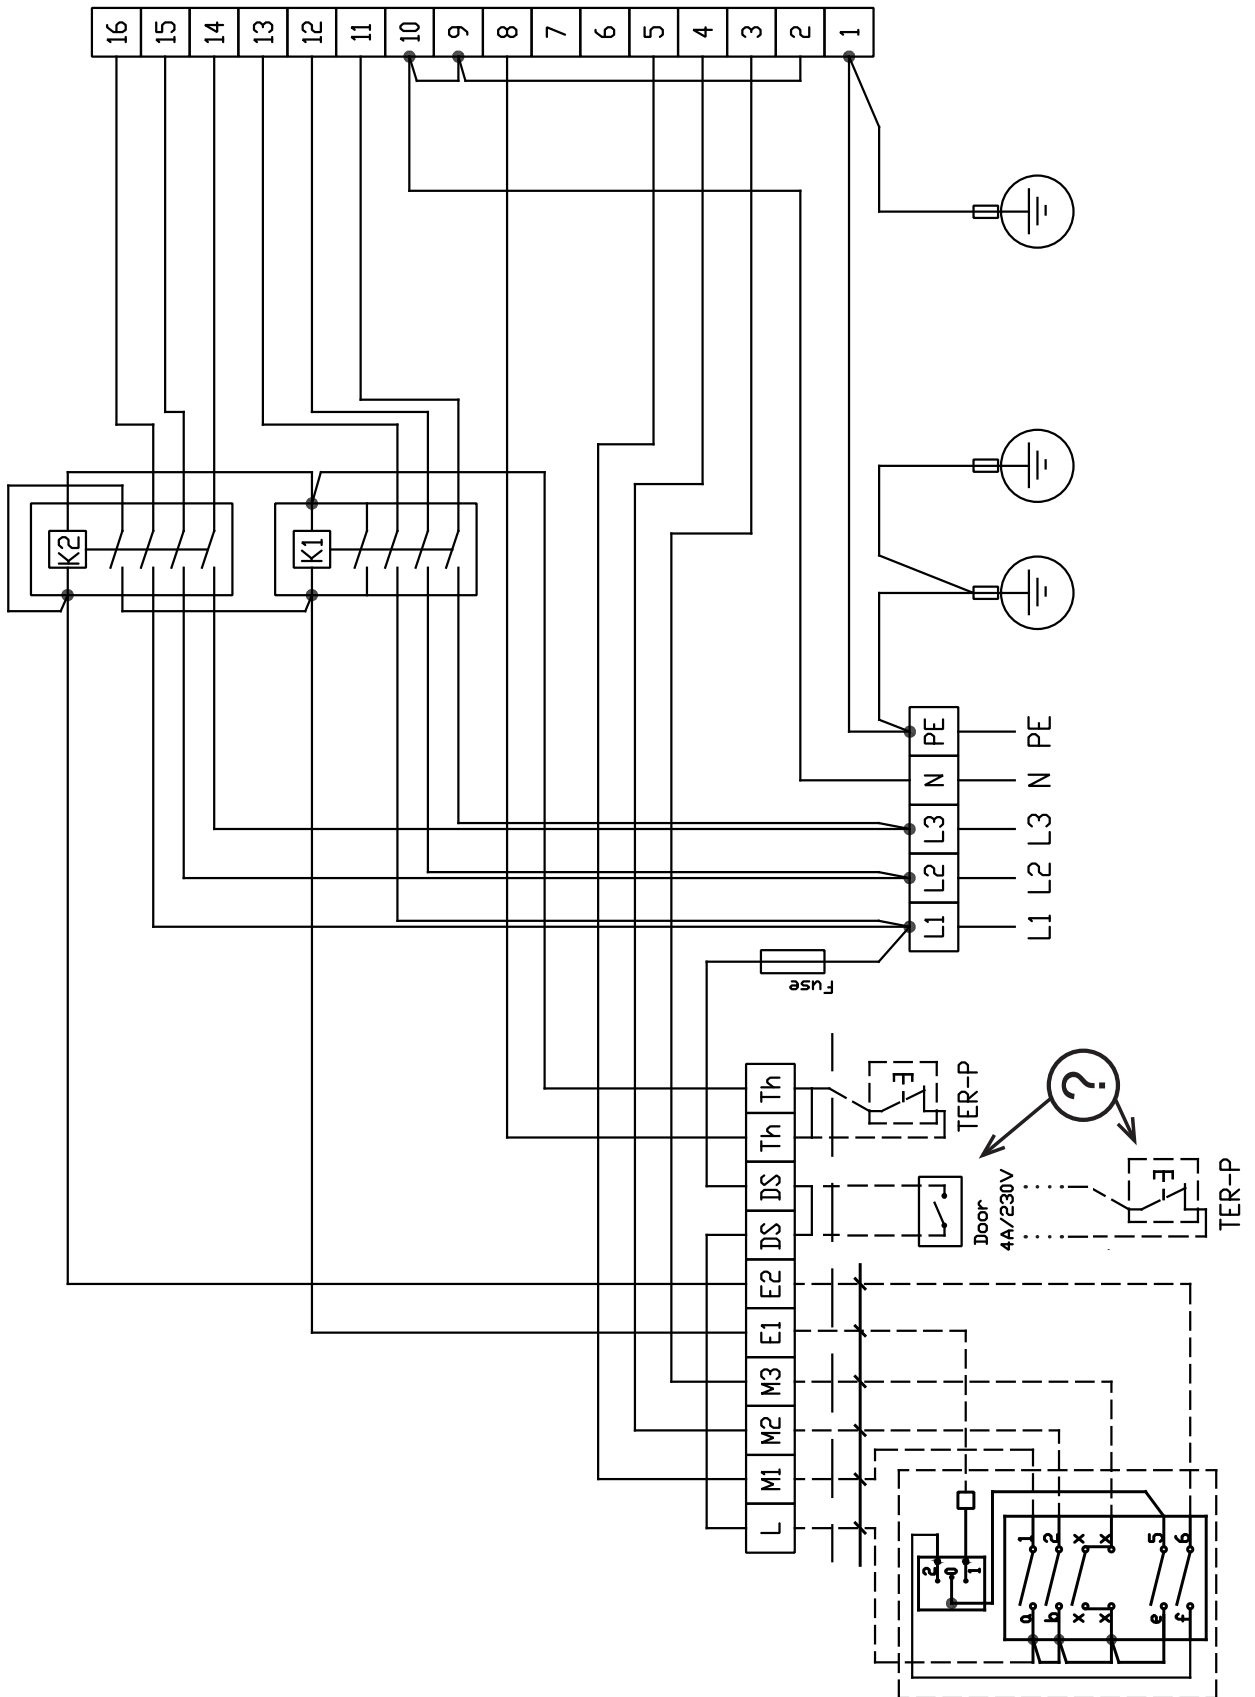 16 15 14 13 12 11 10 9 8 7 6 5 4 3 2 1
K2
K1
PE PE
N N
L3 L3
L2 L2
L1 L1
Fuse
Th
Th
TER-P
?
DS
DS
Door
4A/230V
TER-P
E2
E1
M3
M2
M1
L
2 0 1
1 2 x x 5 6
a b x x e f